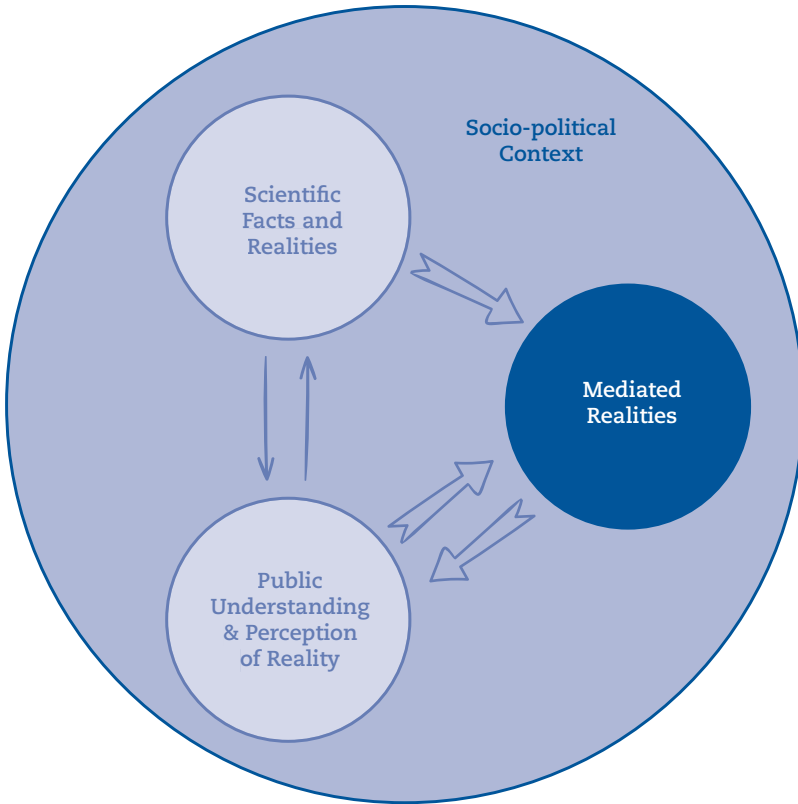 Socio-political
Context
Scientific
Facts and
Realities
Mediated
Realities
Public
Understanding
& Perception
of Reality